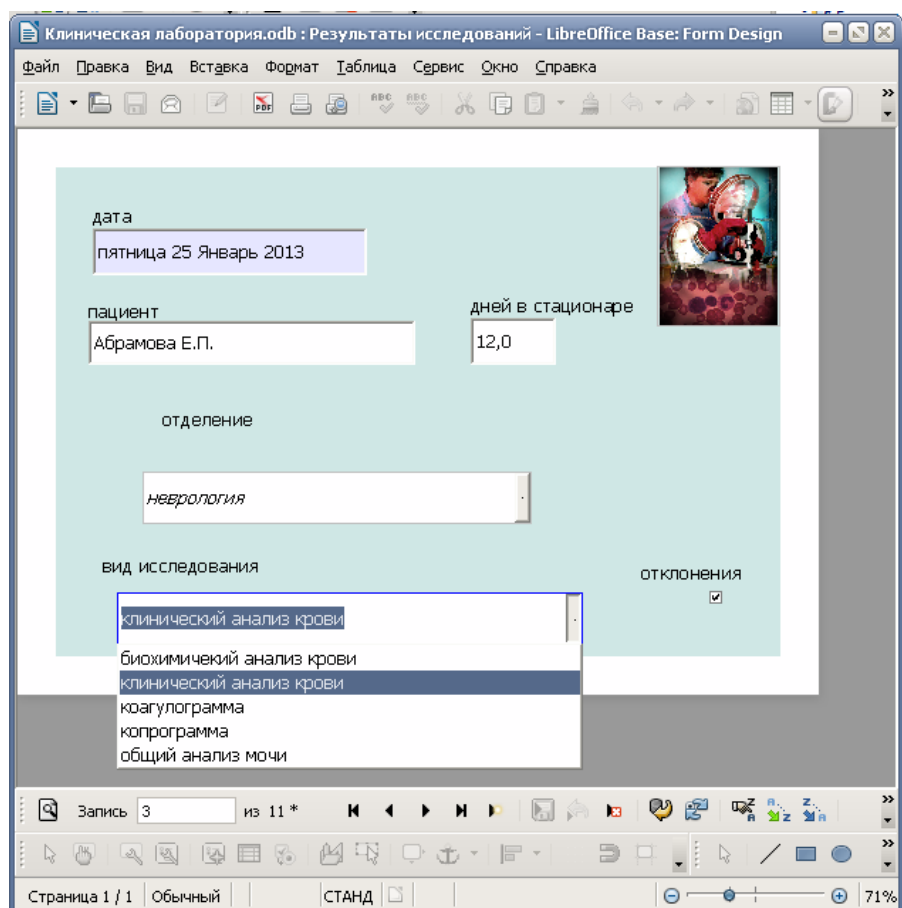 Клиническая лаборатория.odb : Результаты исследований - LibreOffice Base: Form Design
Файл Правка Вид Вставка Формат Таблица Сервис Окно Справка
PDF ABC ABC
дата
пятница 25 Январь 2013
пациент
дней в стационаре
Абрамова Е.П.
12,0
отделение
неврология
вид исследования
отклонения
клинический анализ крови
биохимичекий анализ крови
клинический анализ крови
коагулограмма
копрограмма
общий анализ мочи
Запись 3 из 11 *
Страница 1 / 1 Обычный СТАНД 71%